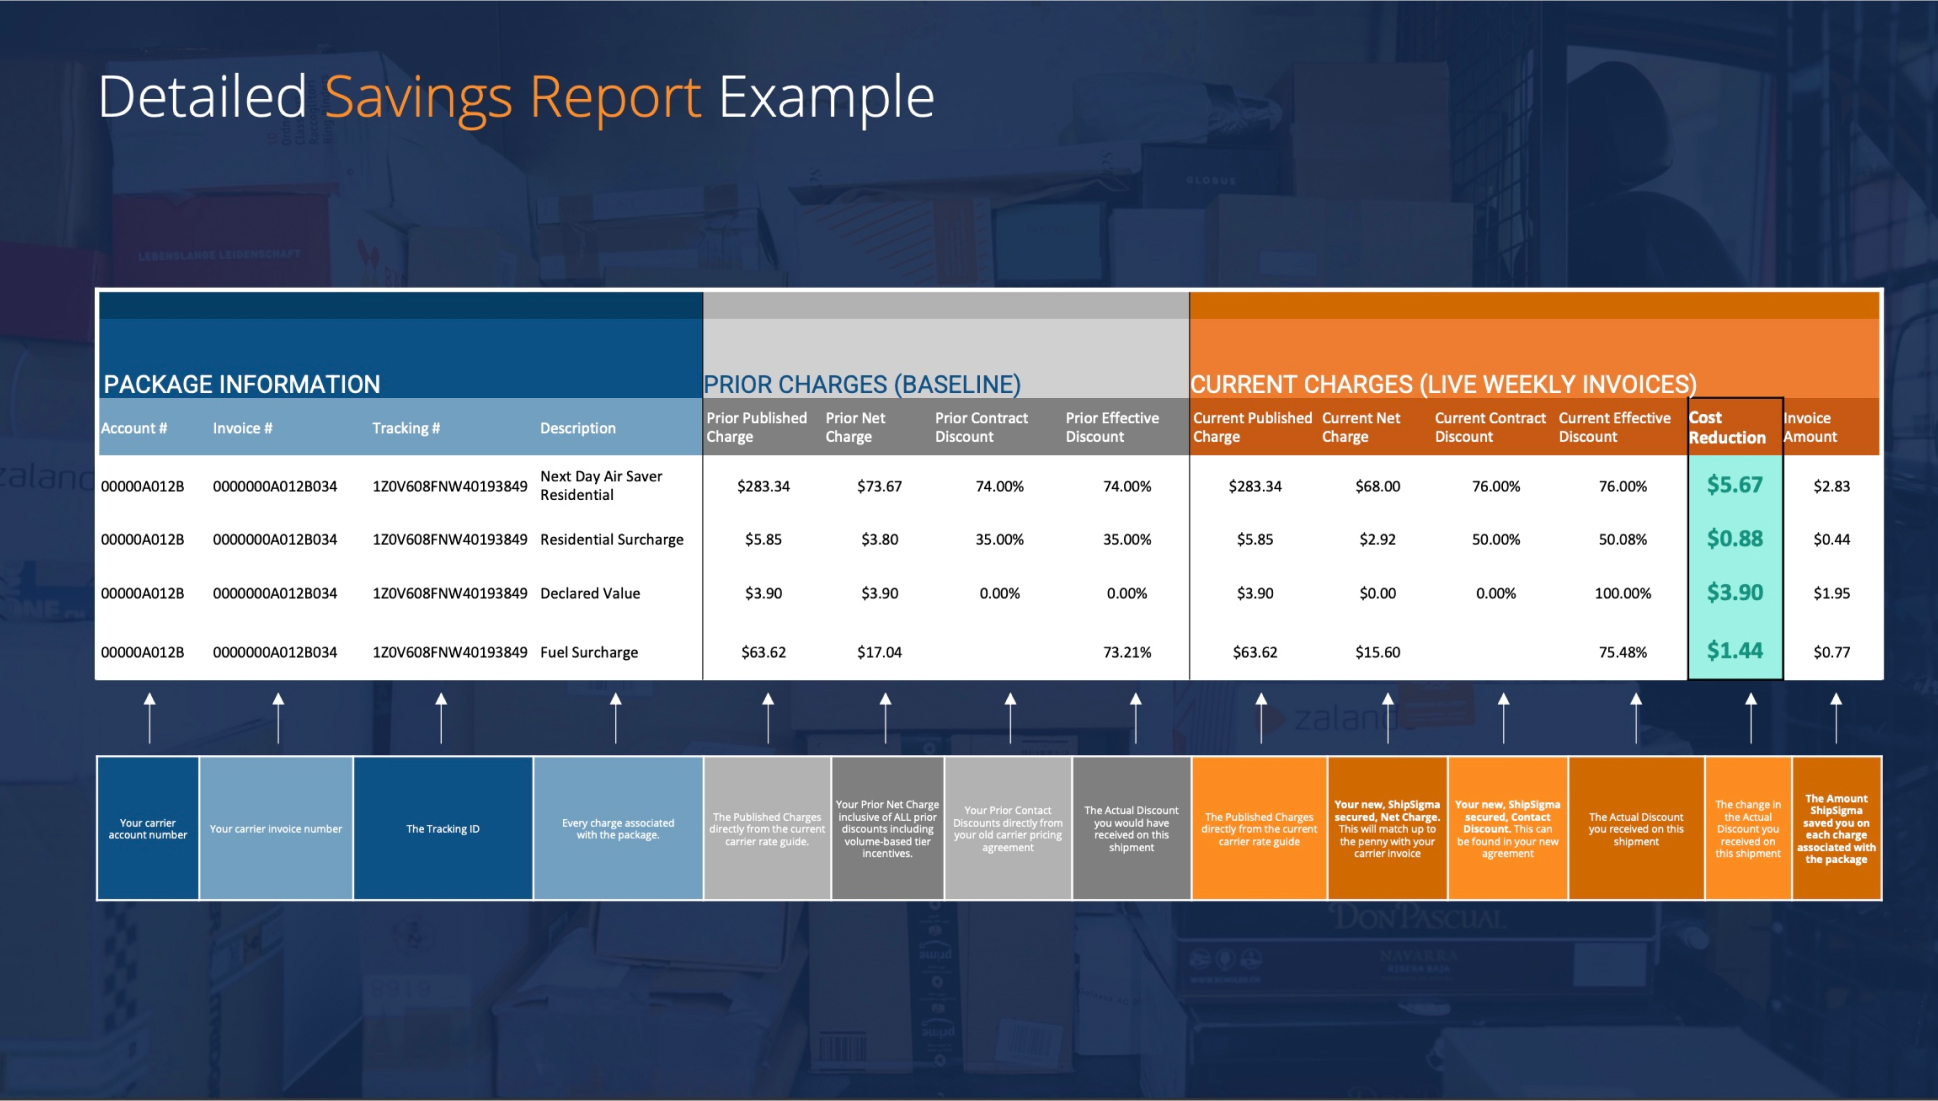 Detailed Savings Report Example
GLOBUS
LEBENSLANGE LEIDENSCHAFT
PACKAGE INFORMATION
PRIOR CHARGES (BASELINE)
CURRENT CHARGES (LIVE WEEKLY INVOICES)
Account #
Invoice #
Tracking #
Description
Prior Published
Charge
Prior Net
Charge
Prior Contract
Discount
Prior Effective
Discount
Current Published
Charge
Current Net
Charge
Current Contract
Discount
Current Effective
Discount
Cost
Reduction
Invoice
Amount
00000A012B 0000000A012B034 1Z0V608FNW40193849 Next Day Air Saver
Residential
$283.34 $73.67 74.00% 74.00% $283.34 $68.00 76.00% 76.00% $5.67 $2.83
00000A012B 0000000A012B034 1Z0V608FNW40193849 Residential Surcharge $5.85 $3.80 35.00% 35.00% $5.85 $2.92 50.00% 50.08% $0.88 $0.44
00000A012B 0000000A012B034 1Z0V608FNW40193849 Declared Value $3.90 $3.90 0.00% 0.00% $3.90 $0.00 0.00% 100.00% $3.90 $1.95
00000A012B 0000000A012B034 1Z0V608FNW40193849 Fuel Surcharge $63.62 $17.04 73.21% $63.62 $15.60 75.48% $1.44 $0.77
zaland
Your carrier
account number
Your carrier invoice number
The Tracking ID
Every charge associated
with the package.
The Published Charges
directly from the current
carrier rate guide.
Your Prior Net Charge
inclusive of ALL prior
discounts including
volume-based tier
incentives.
Your Prior Contact
Discounts directly from
your old carrier pricing
agreement
The Actual Discount
you would have
received on this
shipment
The Published Charges
directly from the current
carrier rate guide
Your new, ShipSigma
secured, Net Charge.
This will match up to
the penny with your
carrier invoice
Your new, ShipSigma
secured, Contact
Discount. This can
be found in your new
agreement
The Actual Discount
you received on this
shipment
The change in
the Actual
Discount you
received on
this shipment
The Amount
ShipSigma
saved you on
each charge
associated with
the package
DON PASCUAL
NAVARRA
prime